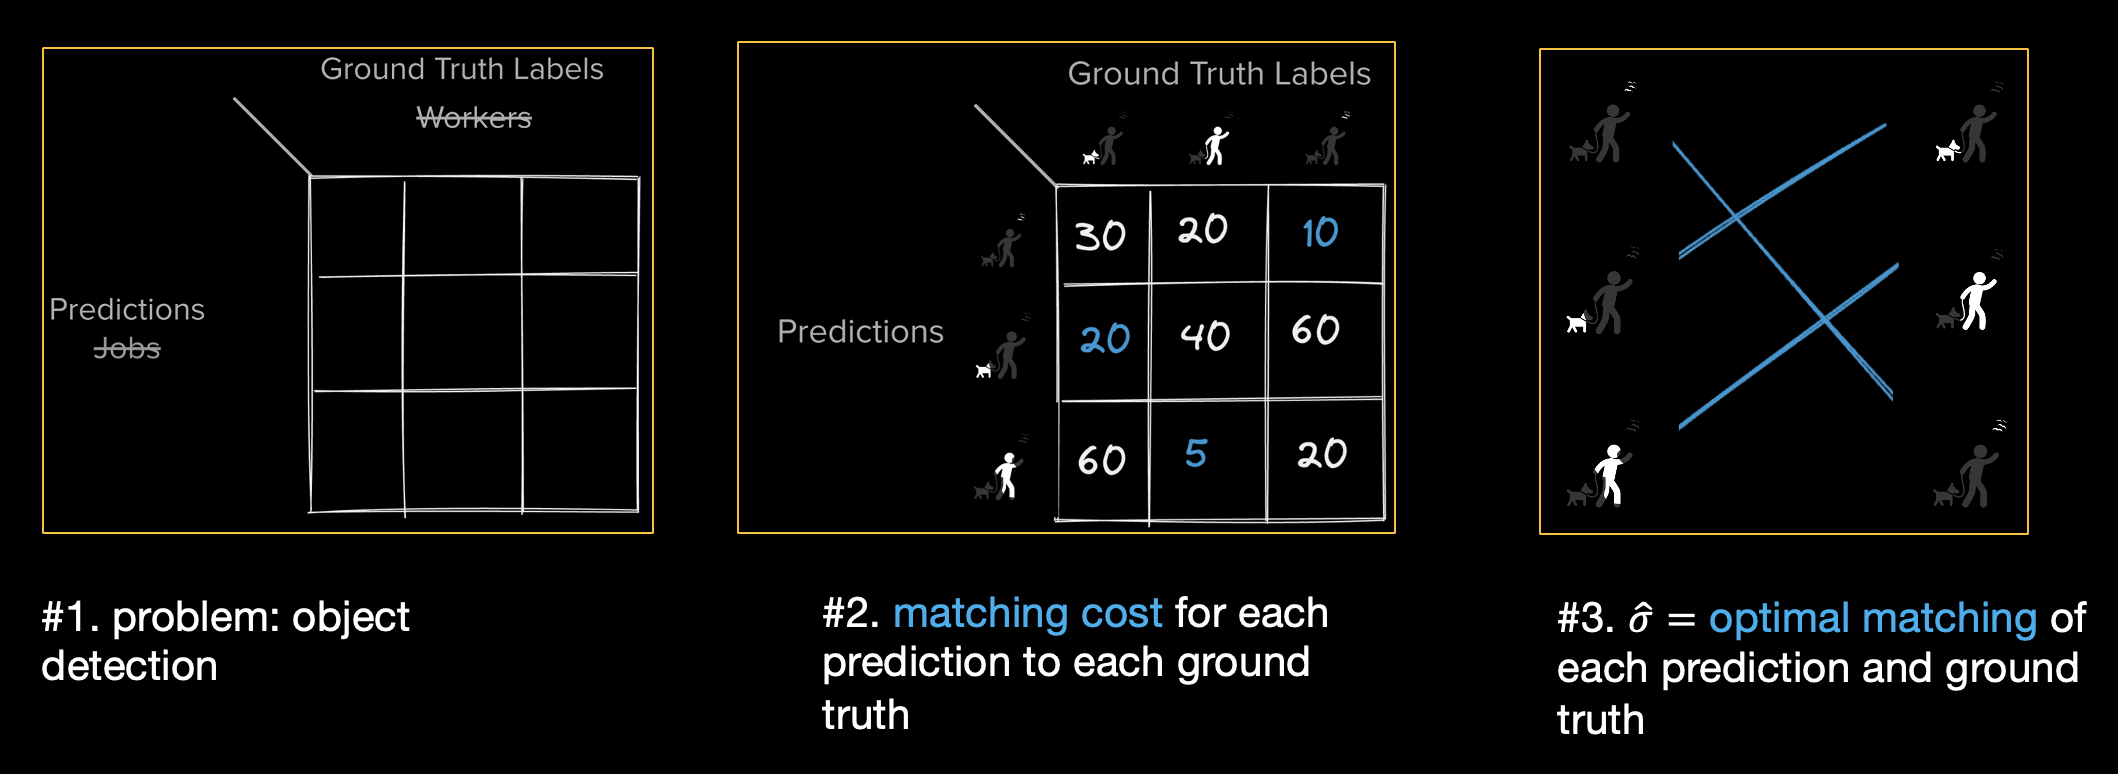 Ground Truth Labels
Workers
Predictions
Jobs
#1. problem: object
detection
Ground Truth Labels
Predictions
30 20 10
20 40 60
60 5 20
#2. matching cost for each
prediction to each ground
truth
#3. σ̂ = optimal matching of
each prediction and ground
truth